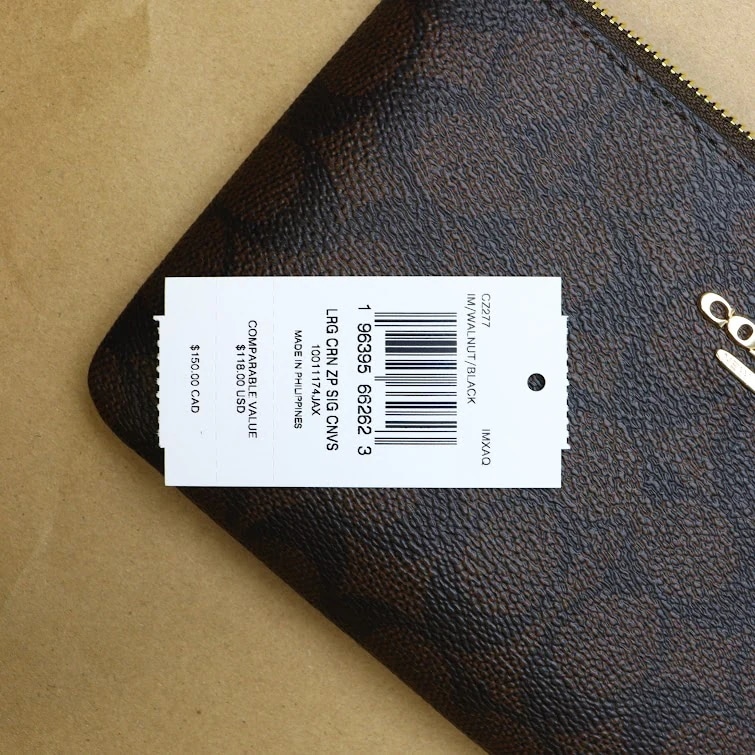 CZ277
IM/WALNUT/BLACK
IMXAQ
1 96395 66262 3
LRG CRN ZP SIG CNVS
10011174JAX
MADE IN PHILIPPINES
COMPARABLE VALUE
$118.00 USD
$150.00 CAD